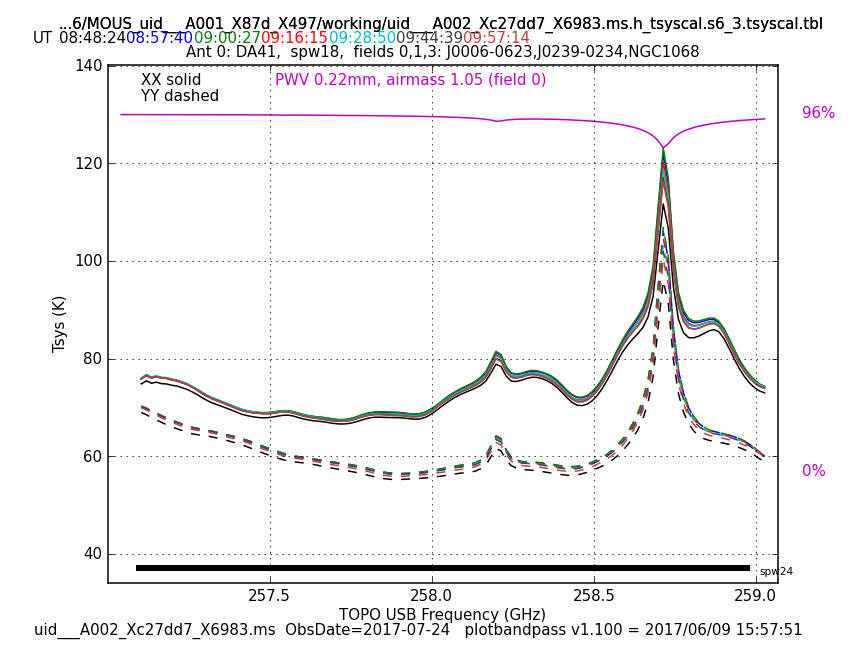 ...6/MOUS_uid___A001_X87d_X497/working/uid___A002_Xc27dd7_X6983.ms.h_tsyscal.s6_3.tsyscal.tbl
UT 08:48:24 08:57:40 09:00:27 09:16:15 09:28:50 09:44:39 09:57:14
Ant 0: DA41, spw18, fields 0,1,3: J0006-0623,J0239-0234,NGC1068
XX solid
PWV 0.22mm, airmass 1.05 (field 0)
YY dashed
96%
0%
140
120
100
80
60
40
Tsys (K)
spw24
257.5 258.0 258.5 259.0
TOPO USB Frequency (GHz)
uid___A002_Xc27dd7_X6983.ms ObsDate=2017-07-24 plotbandpass v1.100 = 2017/06/09 15:57:51